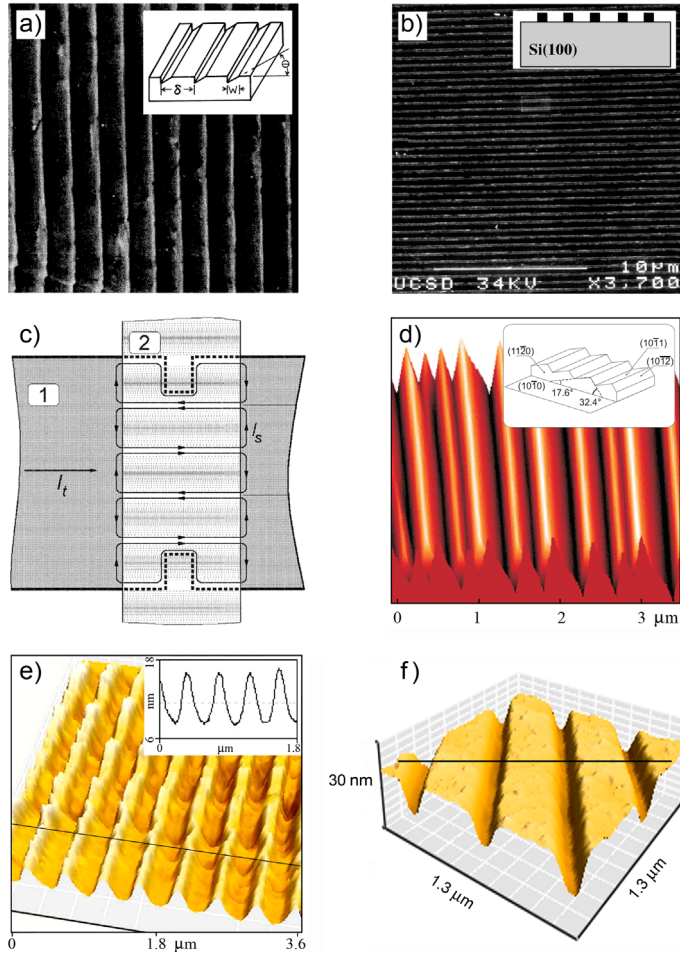 a)
δ
w
Θ
b)
Si(100)
10µm
UCSD 34KV X3,700
c)
2
1
I_s
I_t
d)
(112̄0)
(101̄1)
(101̄2)
(101̄0)
17.6°
32.4°
0 1 2 3 µm
e)
18
nm
6
0 µm 1.8
0 1.8 µm 3.6
f)
30 nm
1.3 µm
1.3 µm